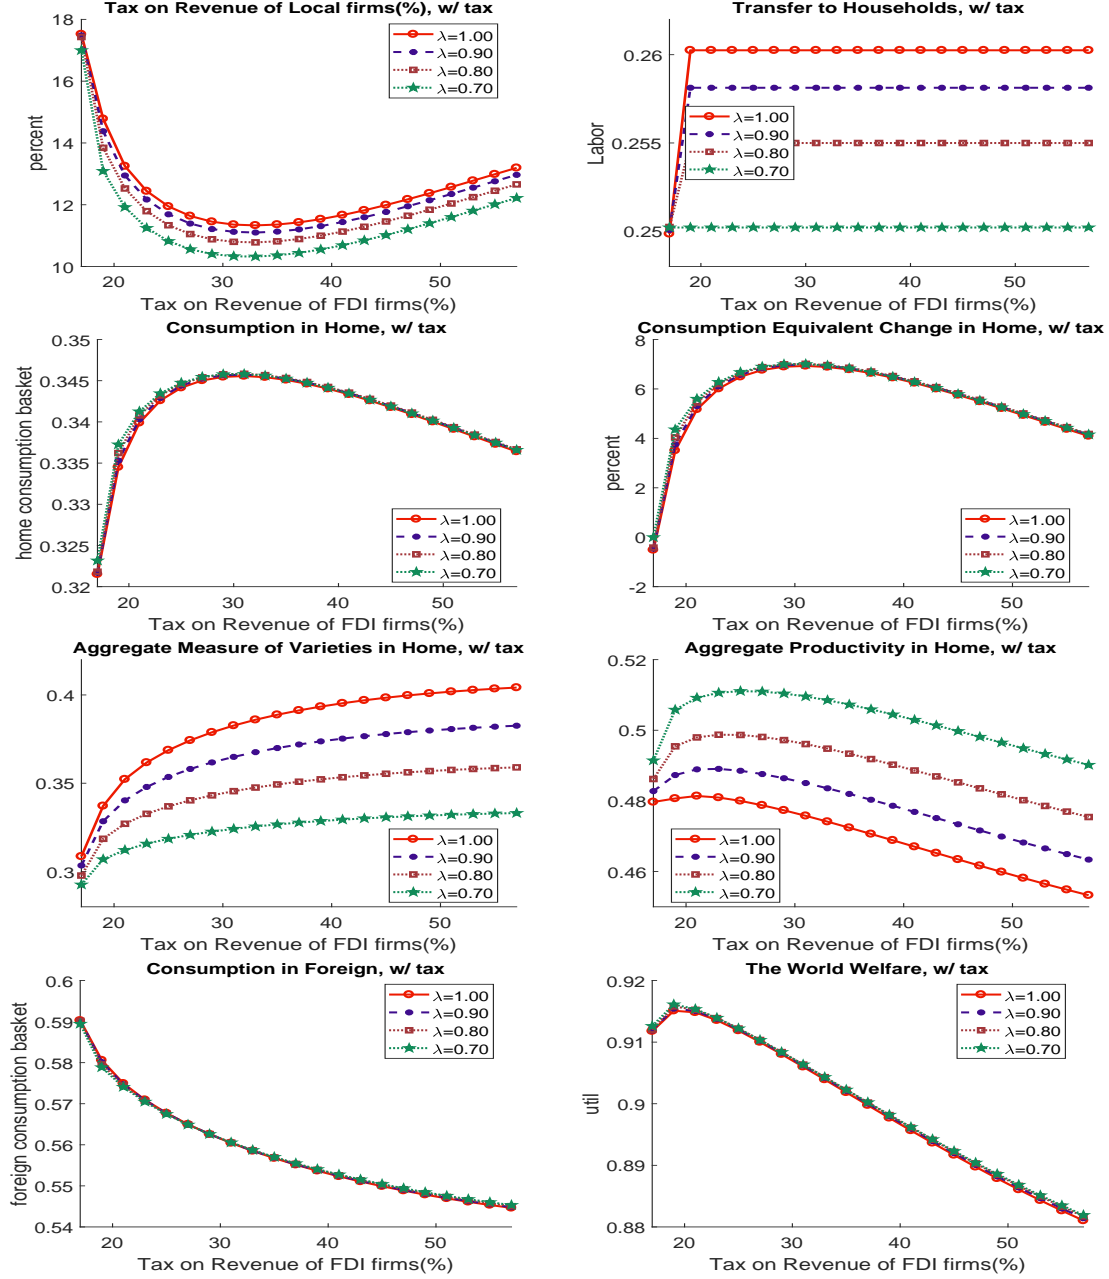 Tax on Revenue of Local firms(%), w/ tax
18
16
14
12
10
percent
20 30 40 50
Tax on Revenue of FDI firms(%)
λ=1.00
λ=0.90
λ=0.80
λ=0.70
Transfer to Households, w/ tax
0.26
0.255
0.25
Labor
20 30 40 50
Tax on Revenue of FDI firms(%)
λ=1.00
λ=0.90
λ=0.80
λ=0.70
Consumption in Home, w/ tax
0.35
0.345
0.34
0.335
0.33
0.325
0.32
home consumption basket
20 30 40 50
Tax on Revenue of FDI firms(%)
λ=1.00
λ=0.90
λ=0.80
λ=0.70
Consumption Equivalent Change in Home, w/ tax
8
6
4
2
0
-2
percent
20 30 40 50
Tax on Revenue of FDI firms(%)
λ=1.00
λ=0.90
λ=0.80
λ=0.70
Aggregate Measure of Varieties in Home, w/ tax
0.4
0.35
0.3
20 30 40 50
Tax on Revenue of FDI firms(%)
λ=1.00
λ=0.90
λ=0.80
λ=0.70
Aggregate Productivity in Home, w/ tax
0.52
0.5
0.48
0.46
20 30 40 50
Tax on Revenue of FDI firms(%)
λ=1.00
λ=0.90
λ=0.80
λ=0.70
Consumption in Foreign, w/ tax
0.6
0.59
0.58
0.57
0.56
0.55
0.54
foreign consumption basket
20 30 40 50
Tax on Revenue of FDI firms(%)
λ=1.00
λ=0.90
λ=0.80
λ=0.70
The World Welfare, w/ tax
0.92
0.91
0.9
0.89
0.88
util
20 30 40 50
Tax on Revenue of FDI firms(%)
λ=1.00
λ=0.90
λ=0.80
λ=0.70